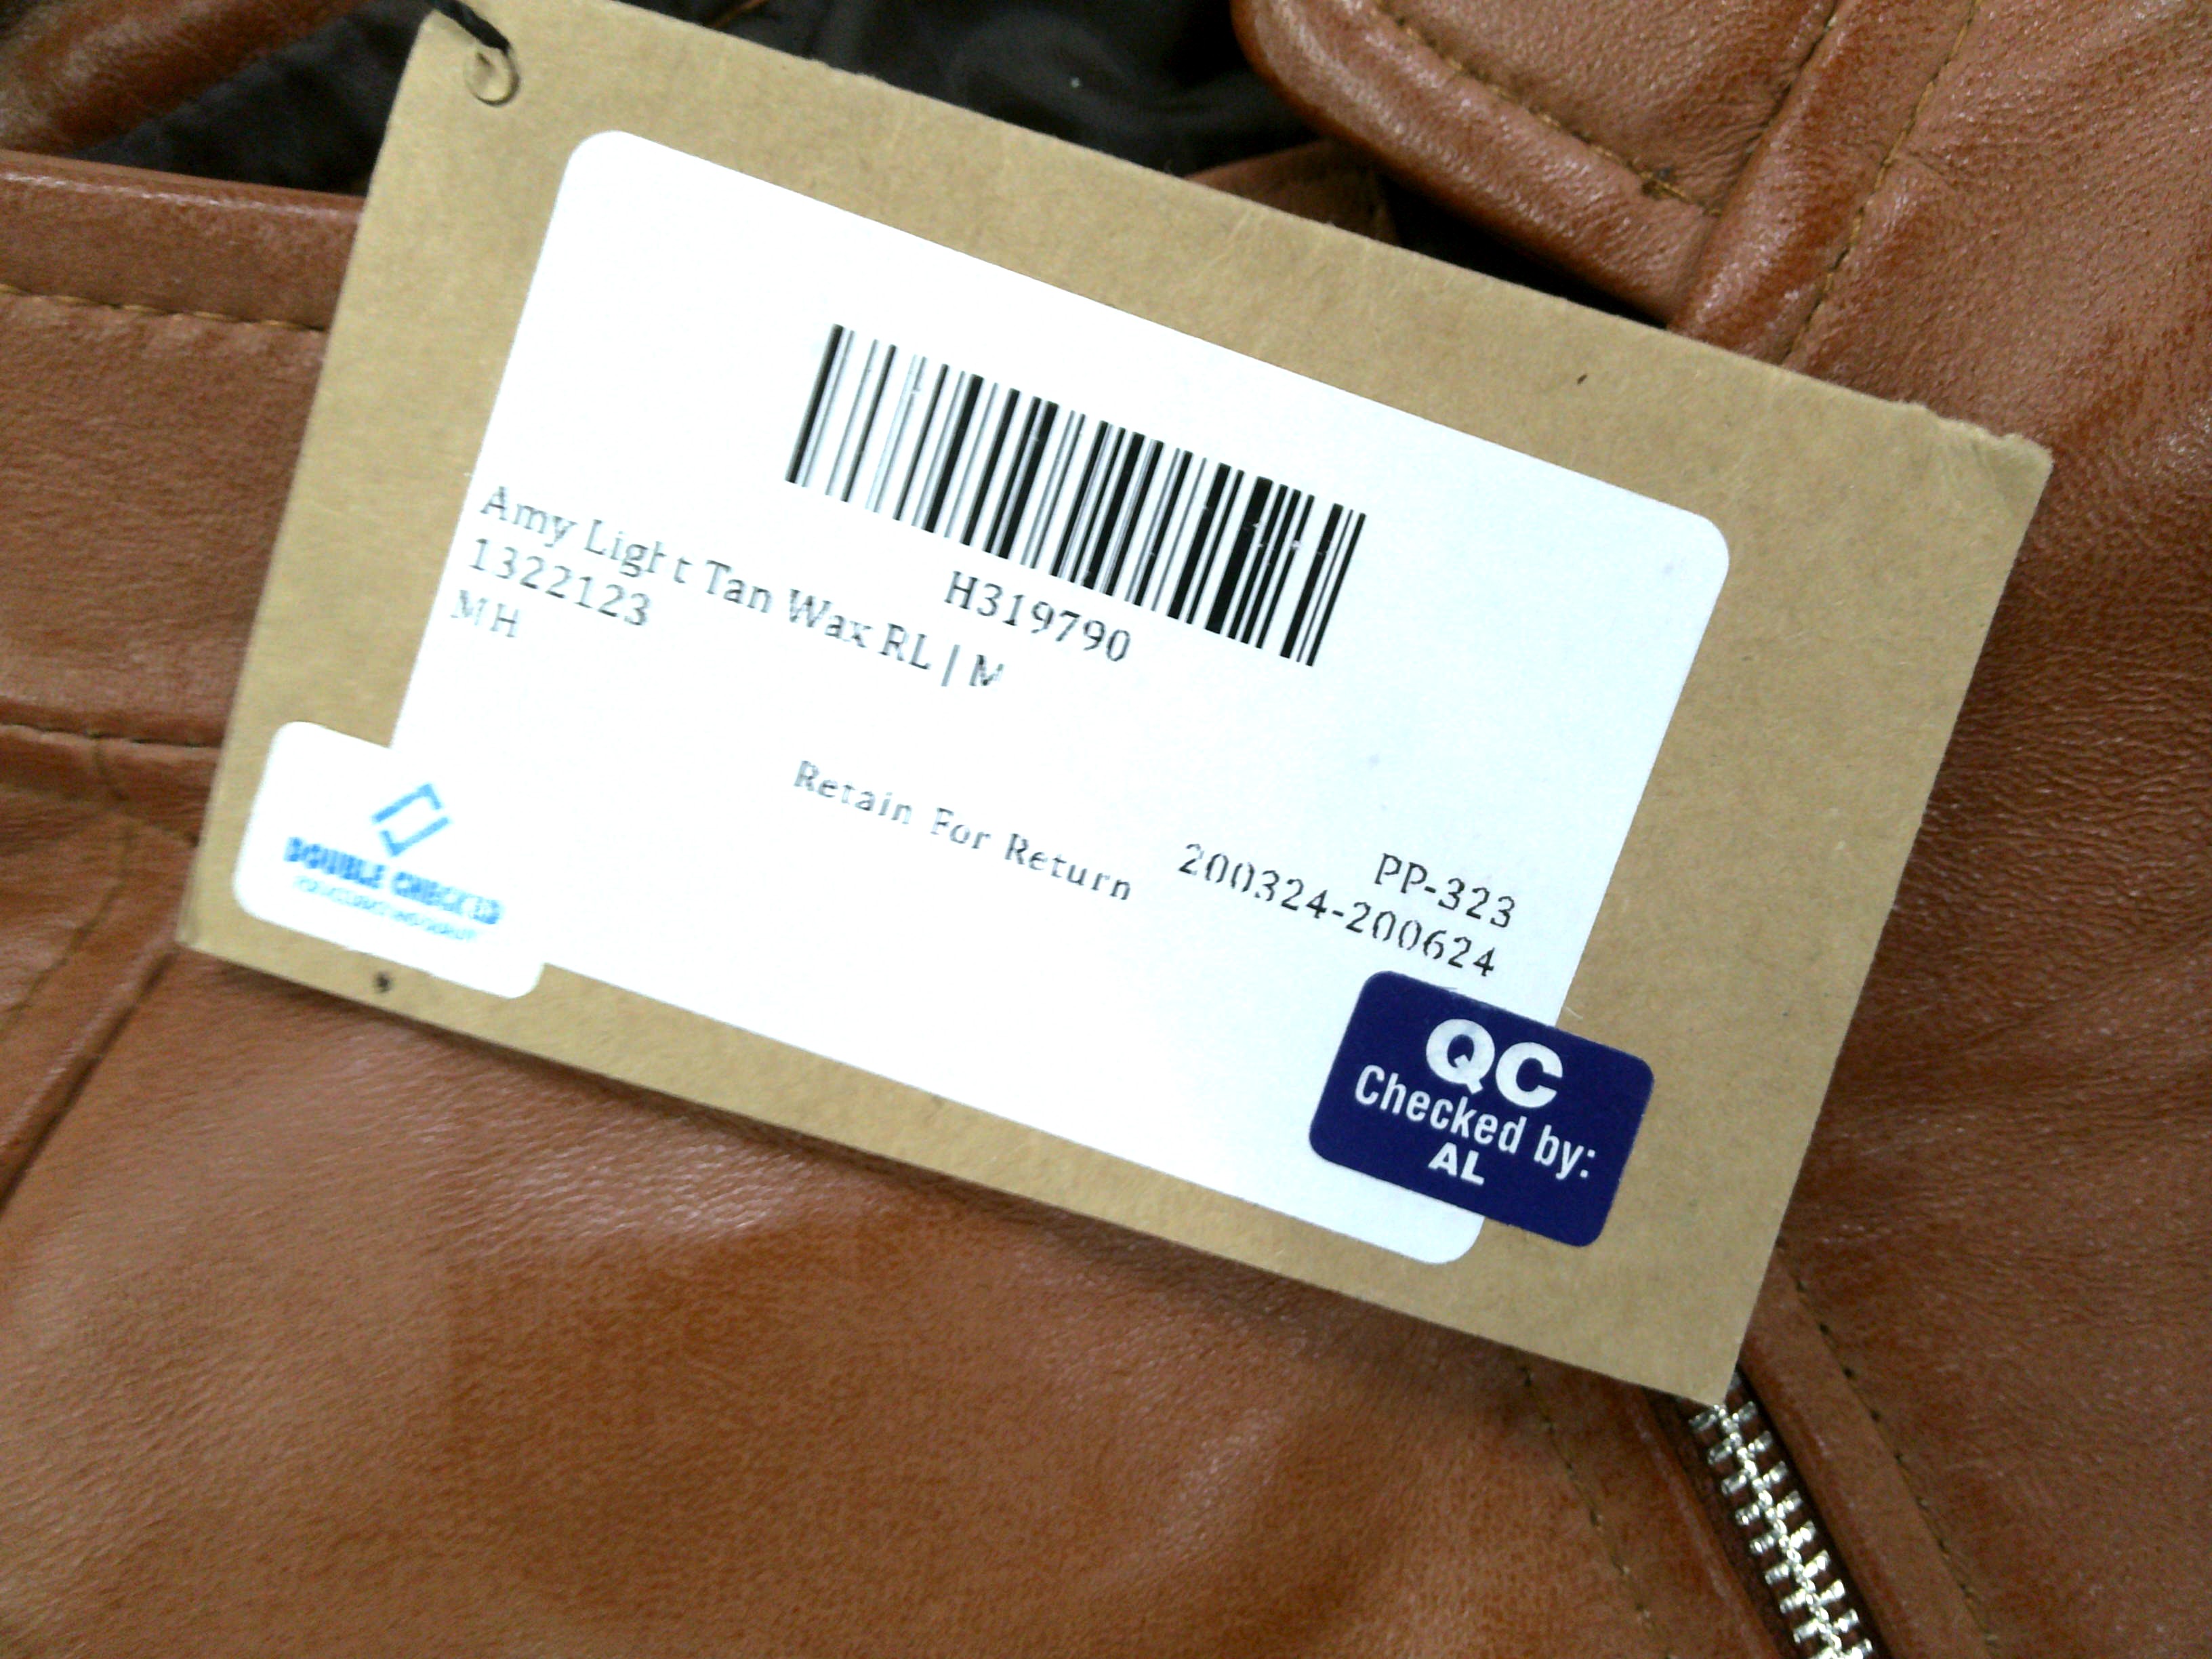 H319790
Amy Light Tan Wax RL | M
1322123
MH
Retain For Return
PP-323
200324-200624
DOUBLE CHECKED
QC
Checked by:
AL